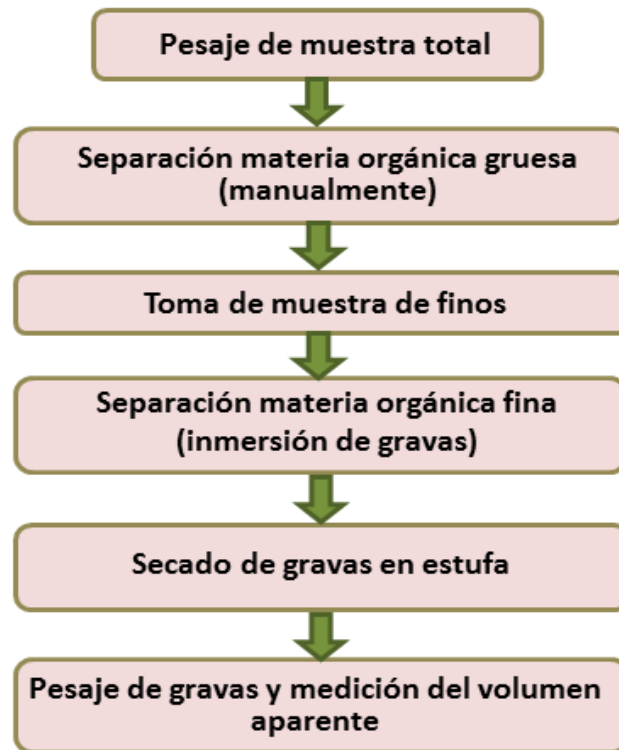 Pesaje de muestra total
Separación materia orgánica gruesa
(manualmente)
Toma de muestra de finos
Separación materia orgánica fina
(inmersión de gravas)
Secado de gravas en estufa
Pesaje de gravas y medición del volumen
aparente